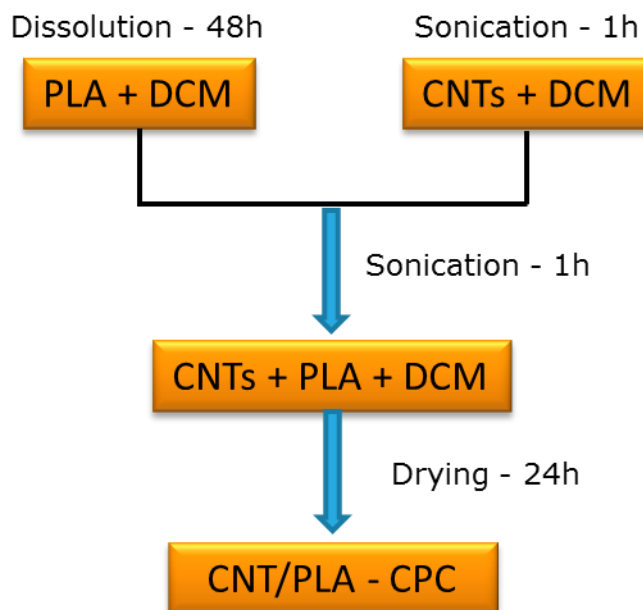 Dissolution - 48h
Sonication - 1h
PLA + DCM
CNTs + DCM
Sonication - 1h
CNTs + PLA + DCM
Drying - 24h
CNT/PLA - CPC